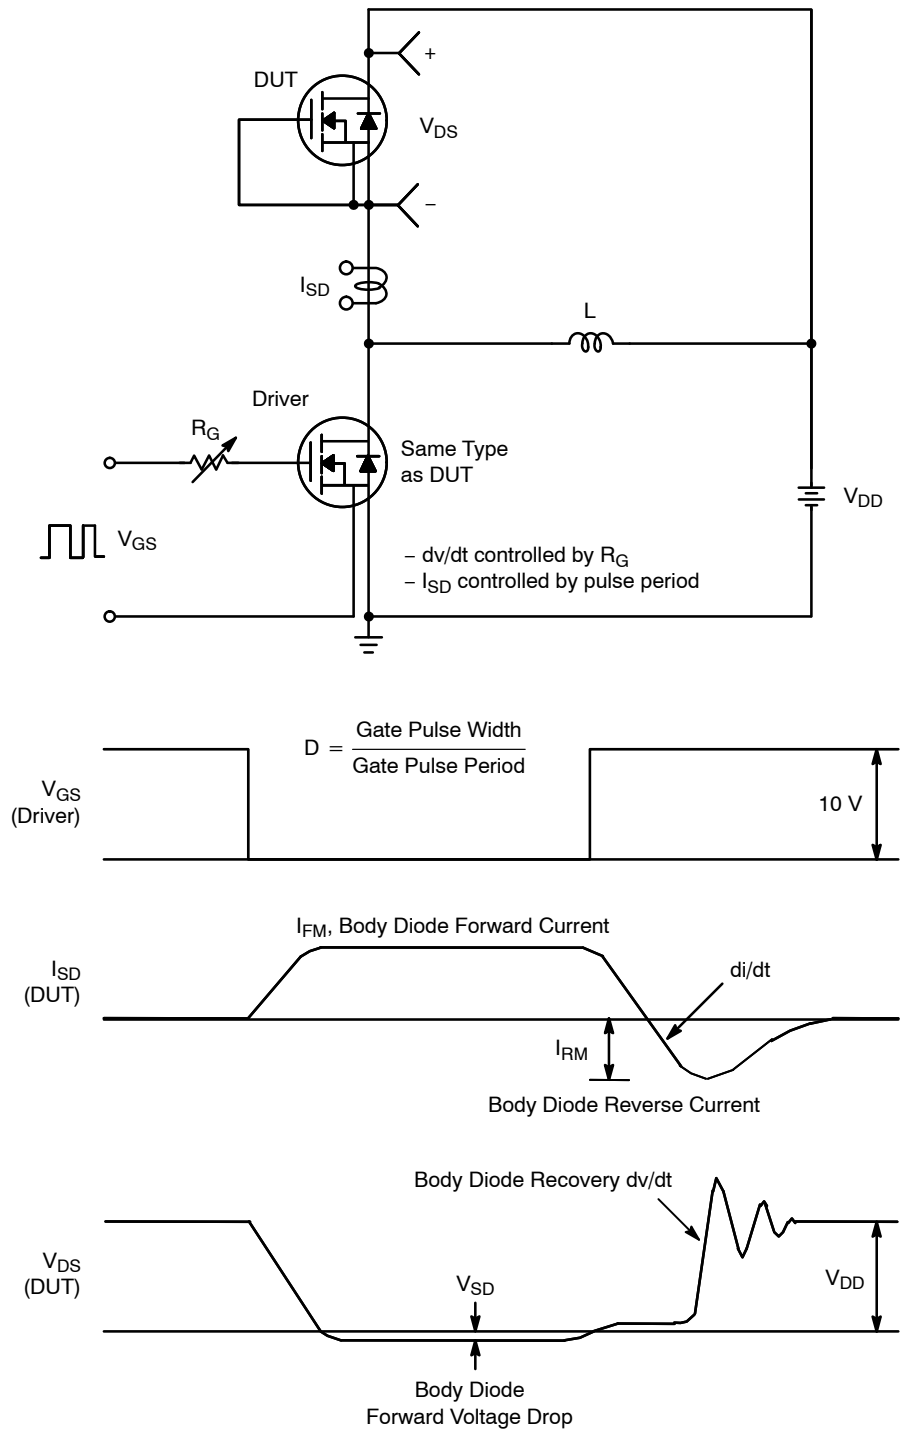 +
DUT
V_DS
−
I_SD
L
Driver
R_G
Same Type
as DUT
V_DD
V_GS
− dv/dt controlled by R_G
− I_SD controlled by pulse period
D = Gate Pulse Width
Gate Pulse Period
V_GS
(Driver)
10 V
I_FM, Body Diode Forward Current
I_SD
(DUT)
di/dt
I_RM
Body Diode Reverse Current
Body Diode Recovery dv/dt
V_DS
(DUT)
V_SD
V_DD
Body Diode
Forward Voltage Drop